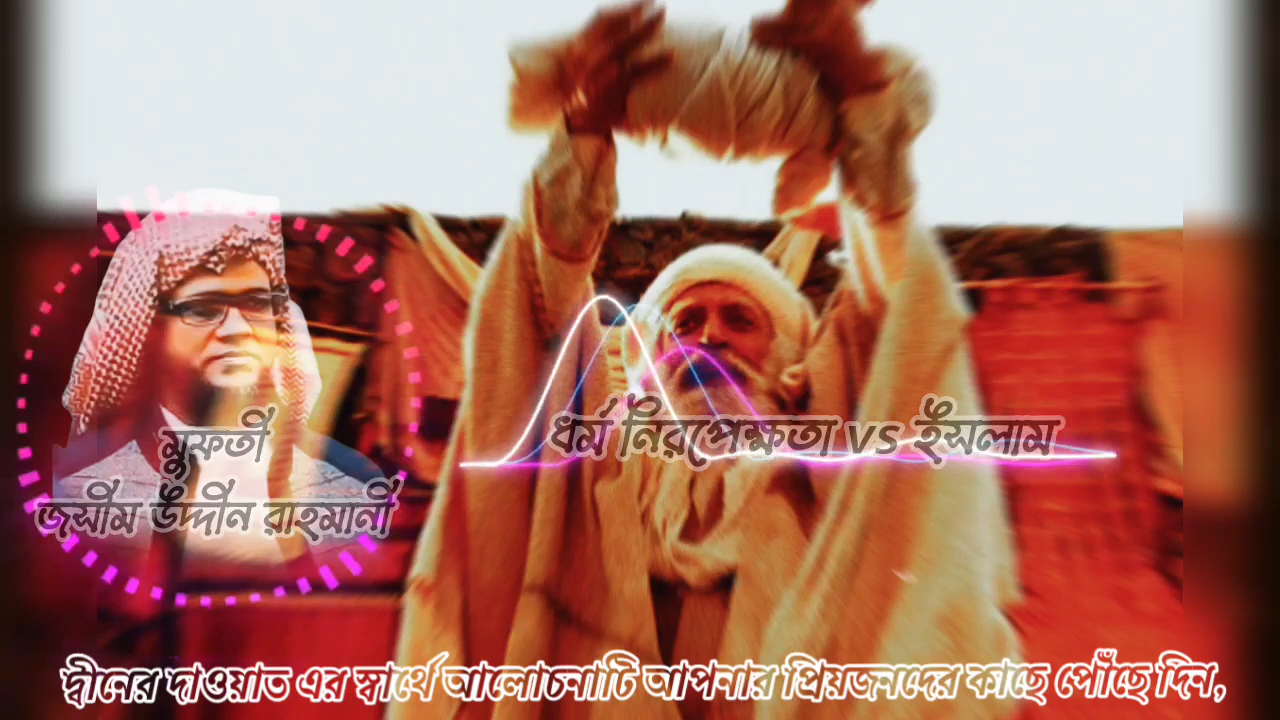 মুফতী
জসীম উদ্দীন রাহমানী
ধর্ম নিরপেক্ষতা vs ইসলাম
দ্বীনের দাওয়াত এর স্বার্থে আলোচনাটি আপনার প্রিয়জনদের কাছে পৌঁছে দিন,